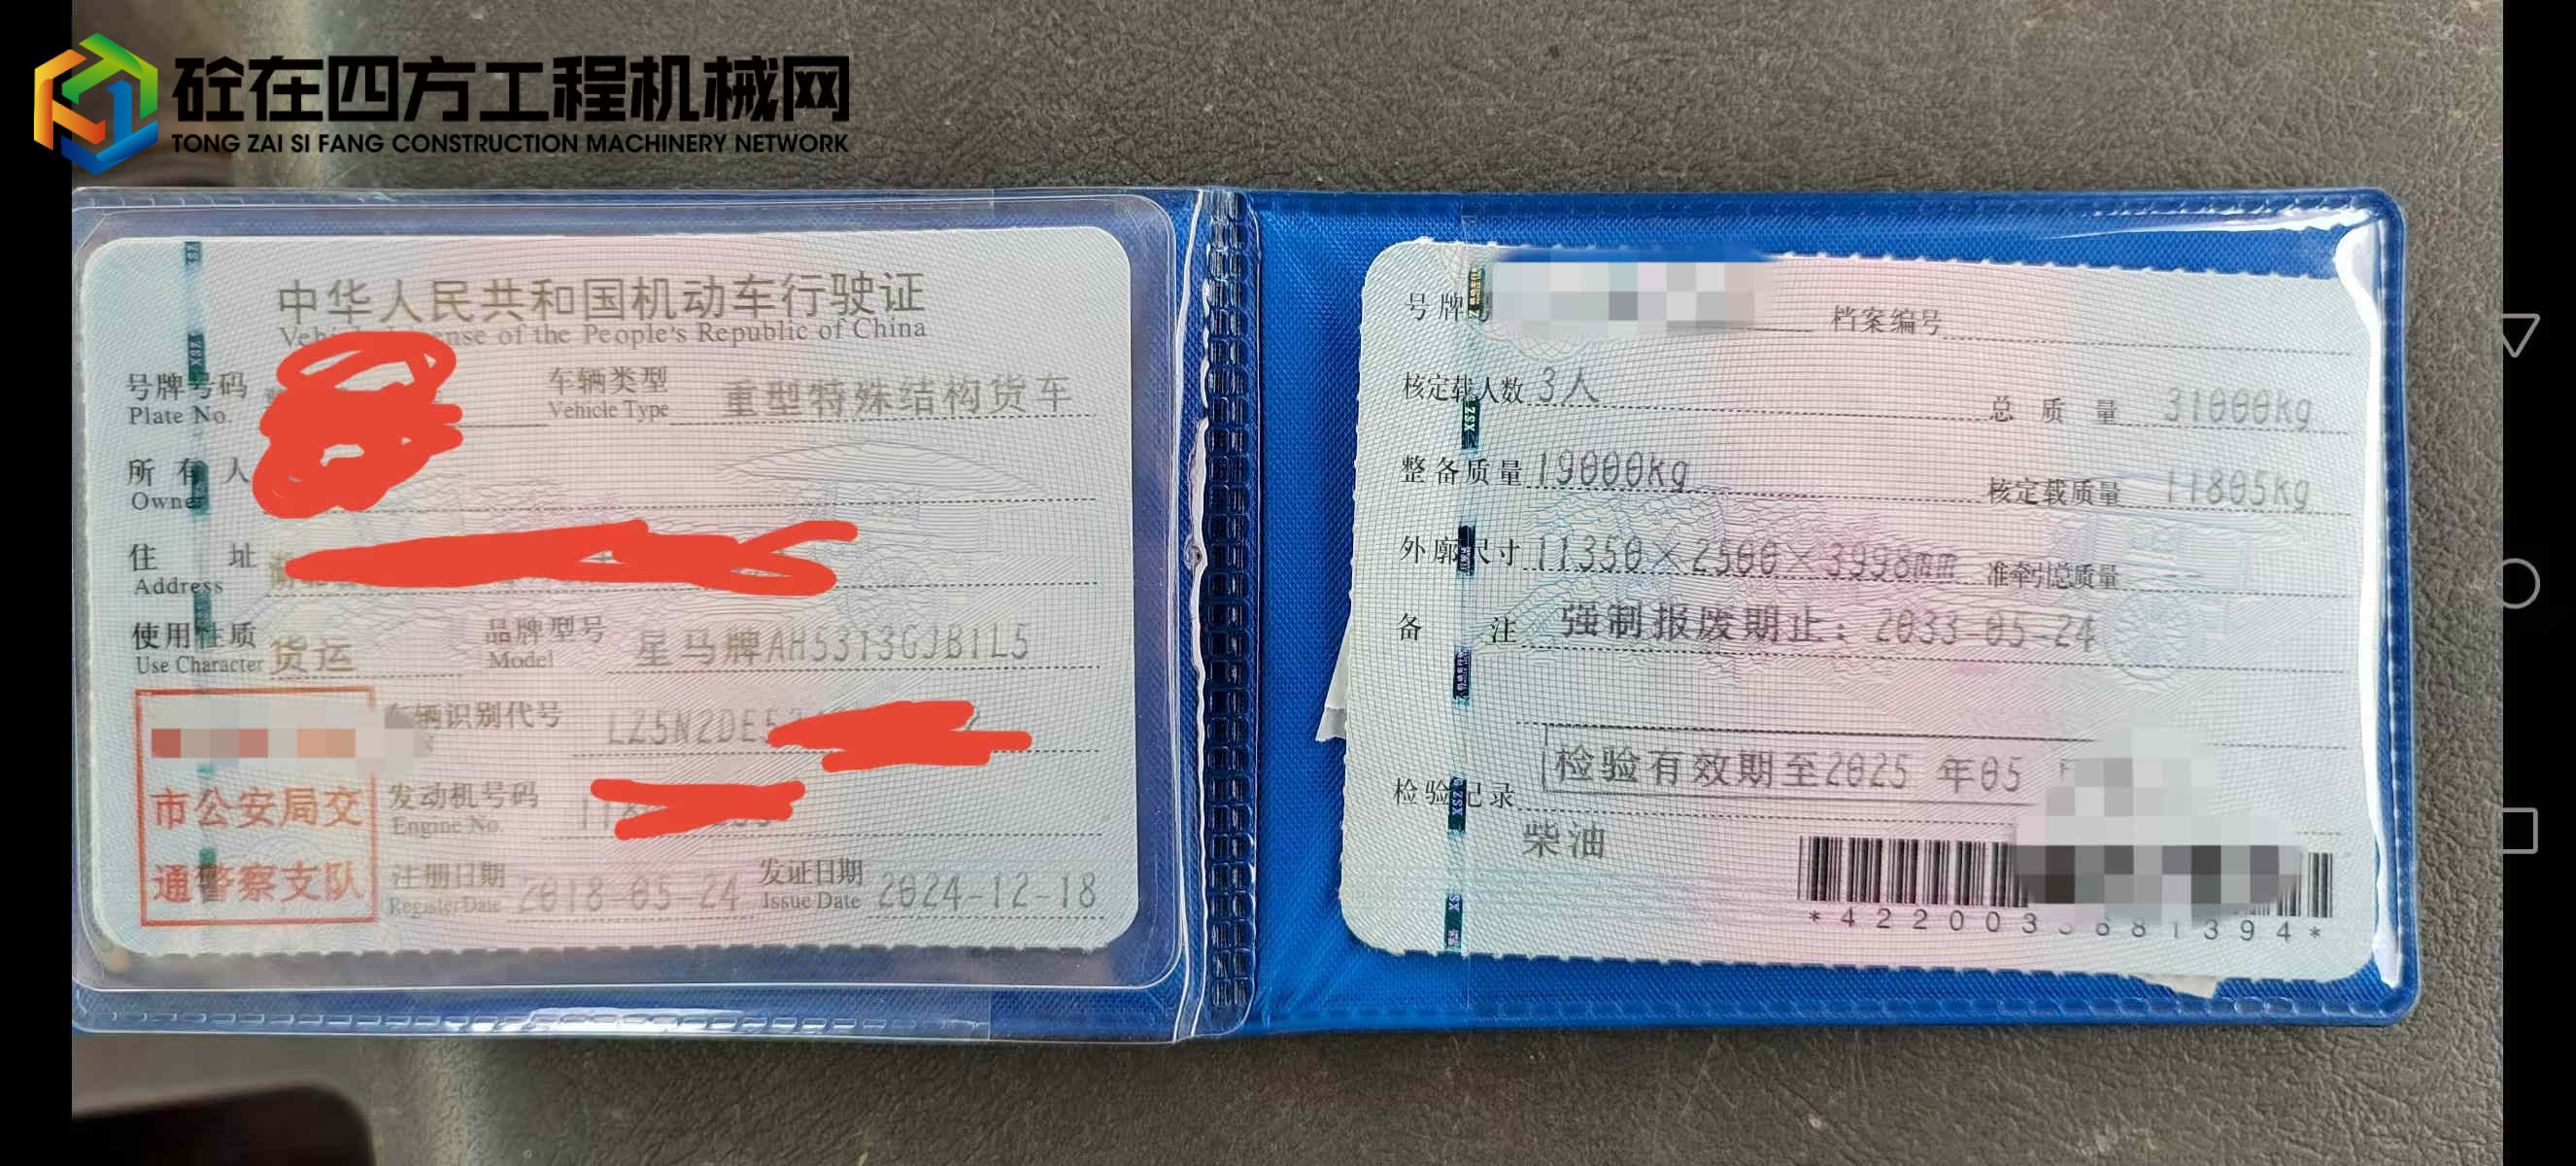 砼在四方工程机械网
TONG ZAI SI FANG CONSTRUCTION MACHINERY NETWORK
中华人民共和国机动车行驶证
of the People's Republic of China
号牌号码
Plate No.
车辆类型 重型特殊结构货车
Vehicle Type
所有人
Owner
住址
Address
使用性质 货运
Use Character
品牌型号 星马牌AH5313GJB1L5
Model
车辆识别代号 LZ5N2DE5
市公安局交
通警察支队
发动机号码
Engine No.
注册日期 2018-05-24
Register Date
发证日期 2024-12-18
Issue Date
号牌号
档案编号
核定载人数 3人
总质量 31000kg
整备质量 19000kg
核定载质量 11805kg
外廓尺寸 11350×2500×3998mm
准牵引总质量 --
备注 强制报废期止：2033-05-24
检验有效期至2025年05
检验记录
柴油